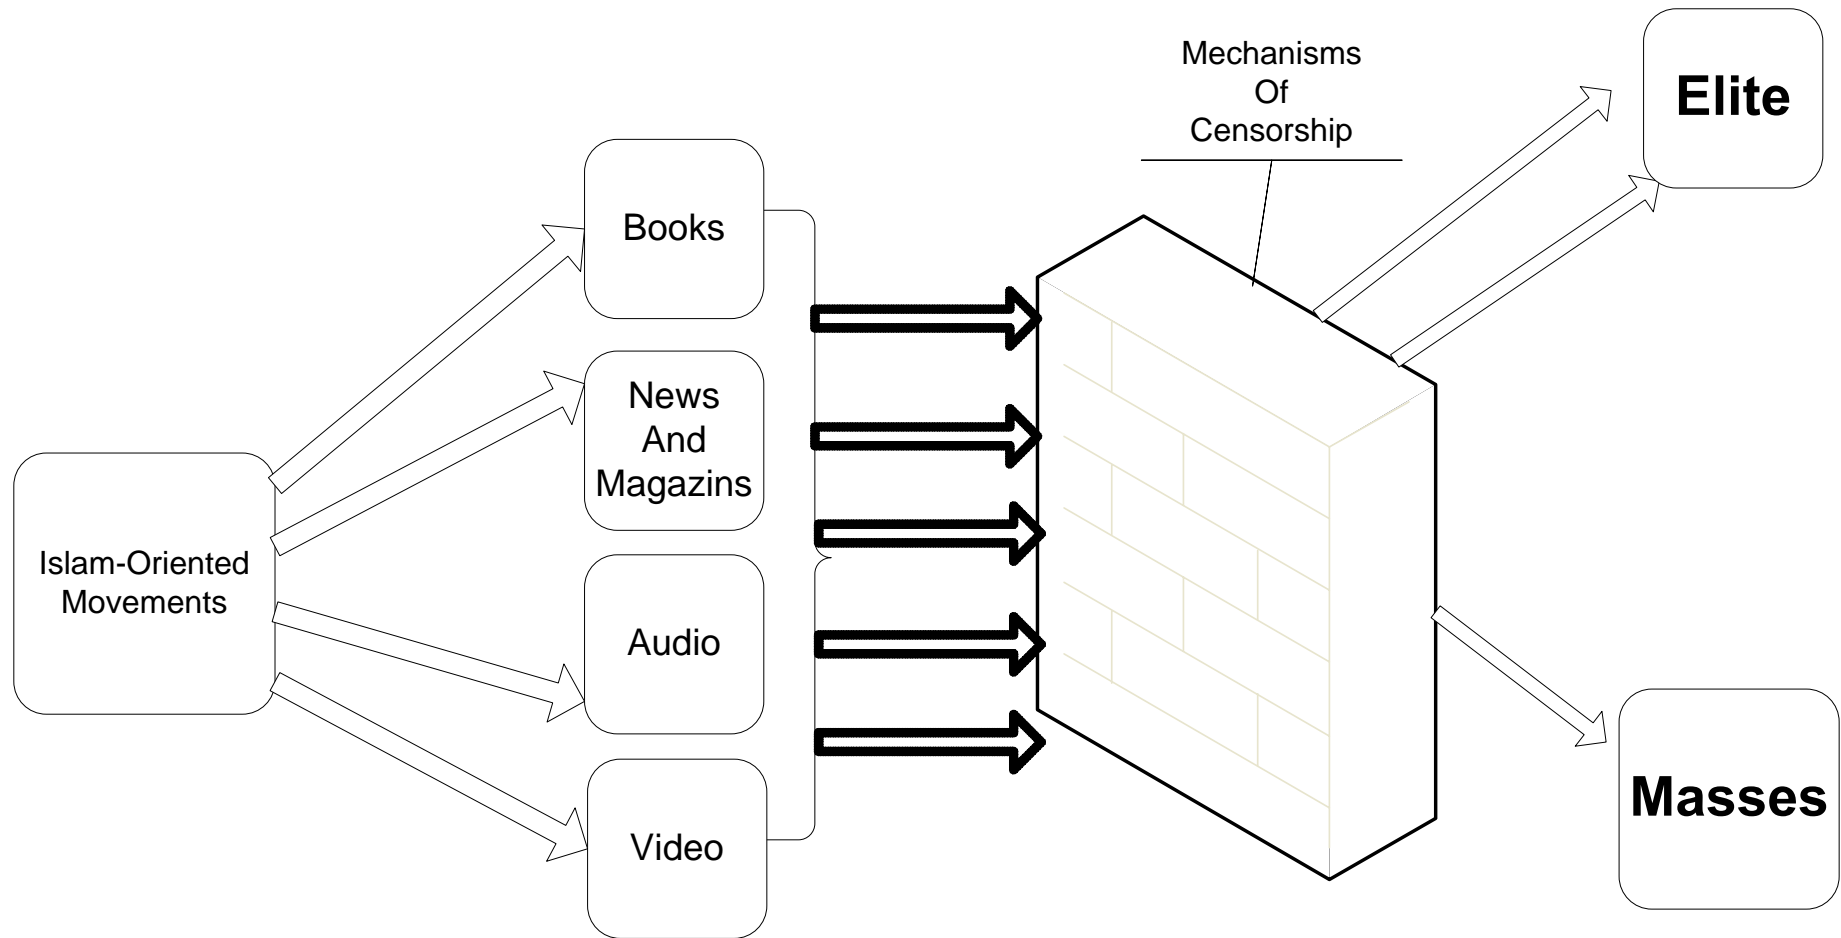 Islam-Oriented
Movements
Books
News
And
Magazins
Audio
Video
Mechanisms
Of
Censorship
Elite
Masses